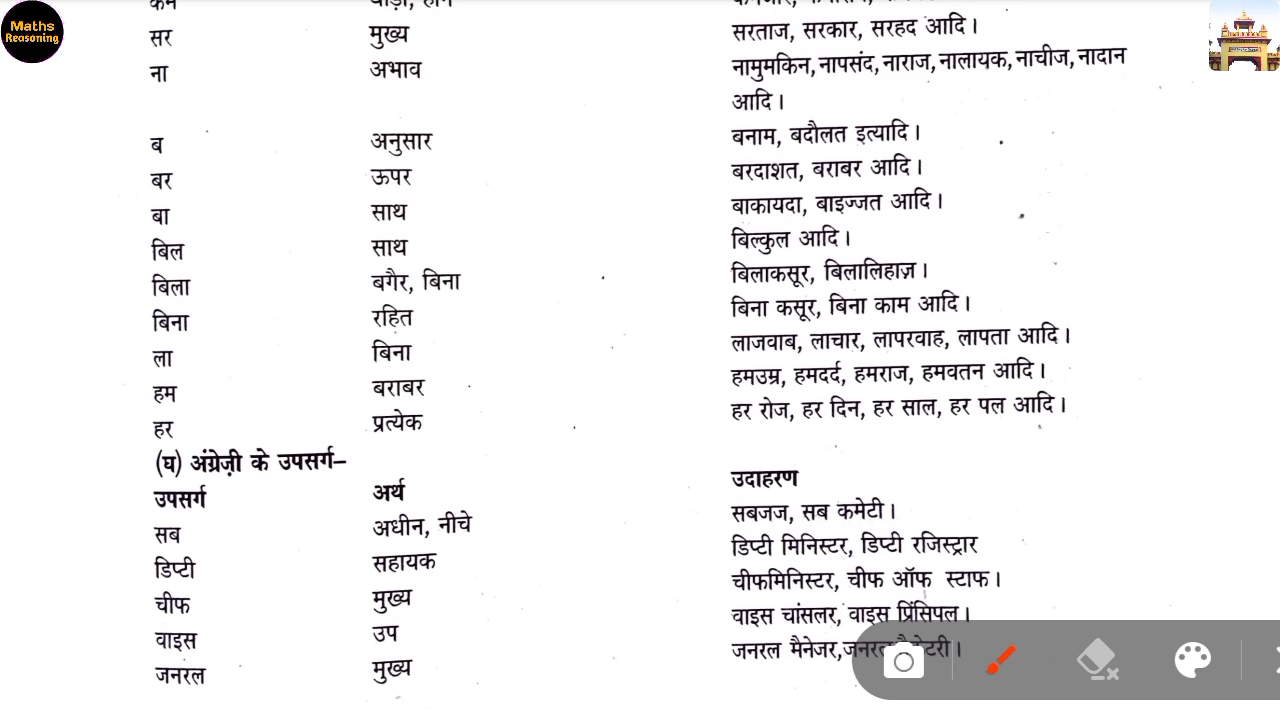 Maths
Reasoning
कम थोड़ा, हीन
सर मुख्य सरताज, सरकार, सरहद आदि।
ना अभाव नामुमकिन, नापसंद, नाराज, नालायक, नाचीज, नादान
आदि।
ब अनुसार बनाम, बदौलत इत्यादि।
बर ऊपर बरदाशत, बराबर आदि।
बा साथ बाकायदा, बाइज्जत आदि।
बिल साथ बिल्कुल आदि।
बिला बगैर, बिना बिलाकसूर, बिलालिहाज़।
बिना रहित बिना कसूर, बिना काम आदि।
ला बिना लाजवाब, लाचार, लापरवाह, लापता आदि।
हम बराबर हमउम्र, हमदर्द, हमराज, हमवतन आदि।
हर प्रत्येक हर रोज, हर दिन, हर साल, हर पल आदि।
(घ) अंग्रेज़ी के उपसर्ग–
उपसर्ग अर्थ उदाहरण
सब अधीन, नीचे सबजज, सब कमेटी।
डिप्टी सहायक डिप्टी मिनिस्टर, डिप्टी रजिस्ट्रार
चीफ मुख्य चीफमिनिस्टर, चीफ ऑफ स्टाफ।
वाइस उप वाइस चांसलर, वाइस प्रिंसिपल।
जनरल मुख्य जनरल मैनेजर,